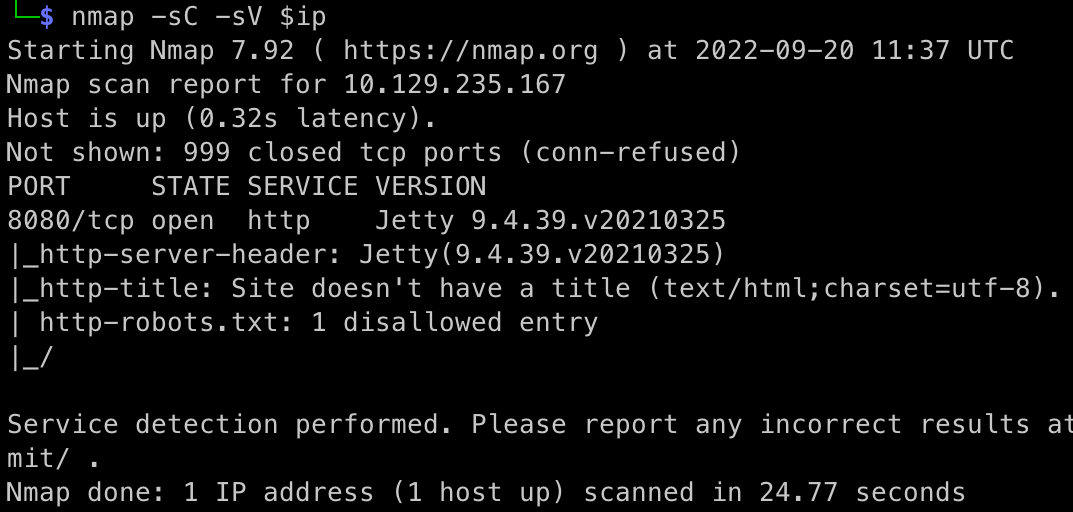 └─$ nmap -sC -sV $ip
Starting Nmap 7.92 ( https://nmap.org ) at 2022-09-20 11:37 UTC
Nmap scan report for 10.129.235.167
Host is up (0.32s latency).
Not shown: 999 closed tcp ports (conn-refused)
PORT     STATE SERVICE VERSION
8080/tcp open  http    Jetty 9.4.39.v20210325
|_http-server-header: Jetty(9.4.39.v20210325)
|_http-title: Site doesn't have a title (text/html;charset=utf-8).
| http-robots.txt: 1 disallowed entry
|_/
Service detection performed. Please report any incorrect results at
mit/ .
Nmap done: 1 IP address (1 host up) scanned in 24.77 seconds